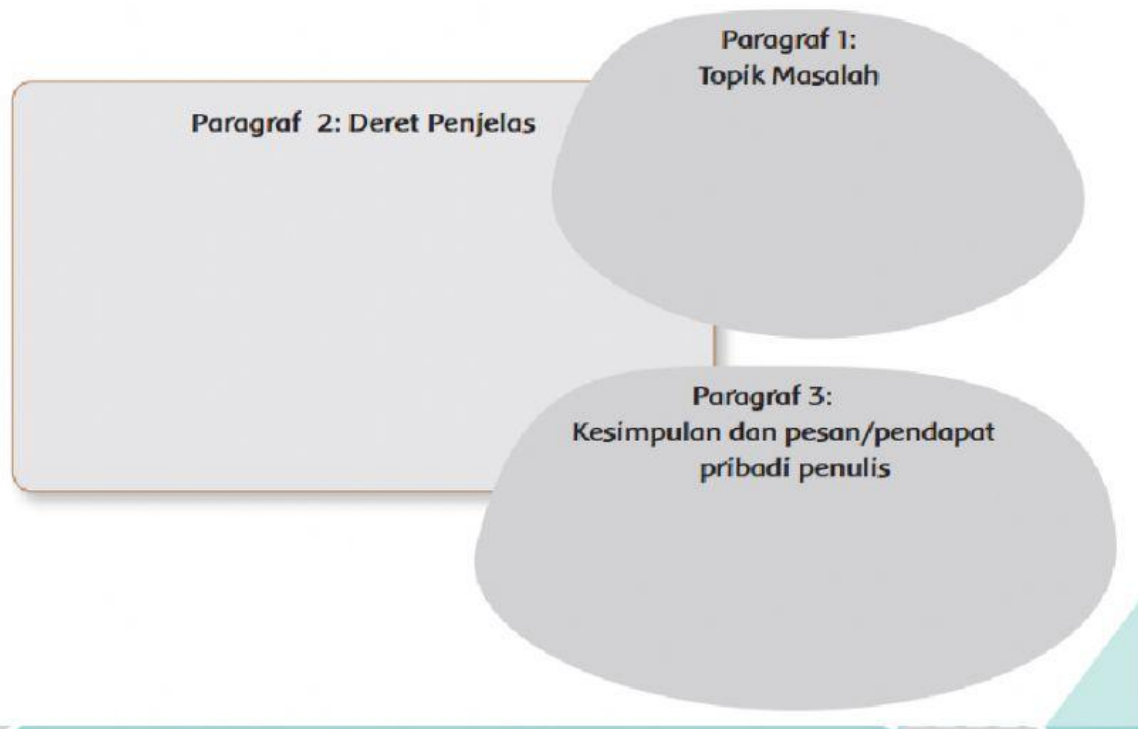 Paragraf 1:
Topik Masalah
Paragraf 2: Deret Penjelas
Paragraf 3:
Kesimpulan dan pesan/pendapat
pribadi penulis